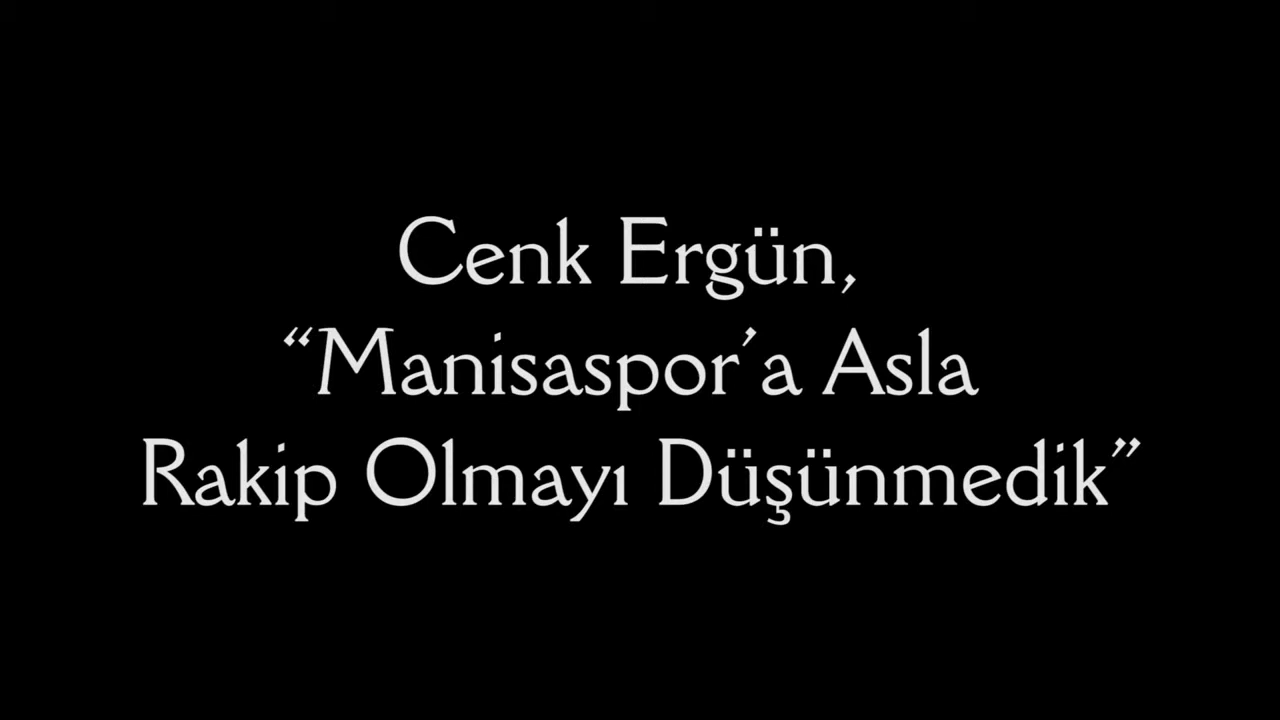 Cenk Ergün,
“Manisaspor’a Asla
Rakip Olmayı Düşünmedik”